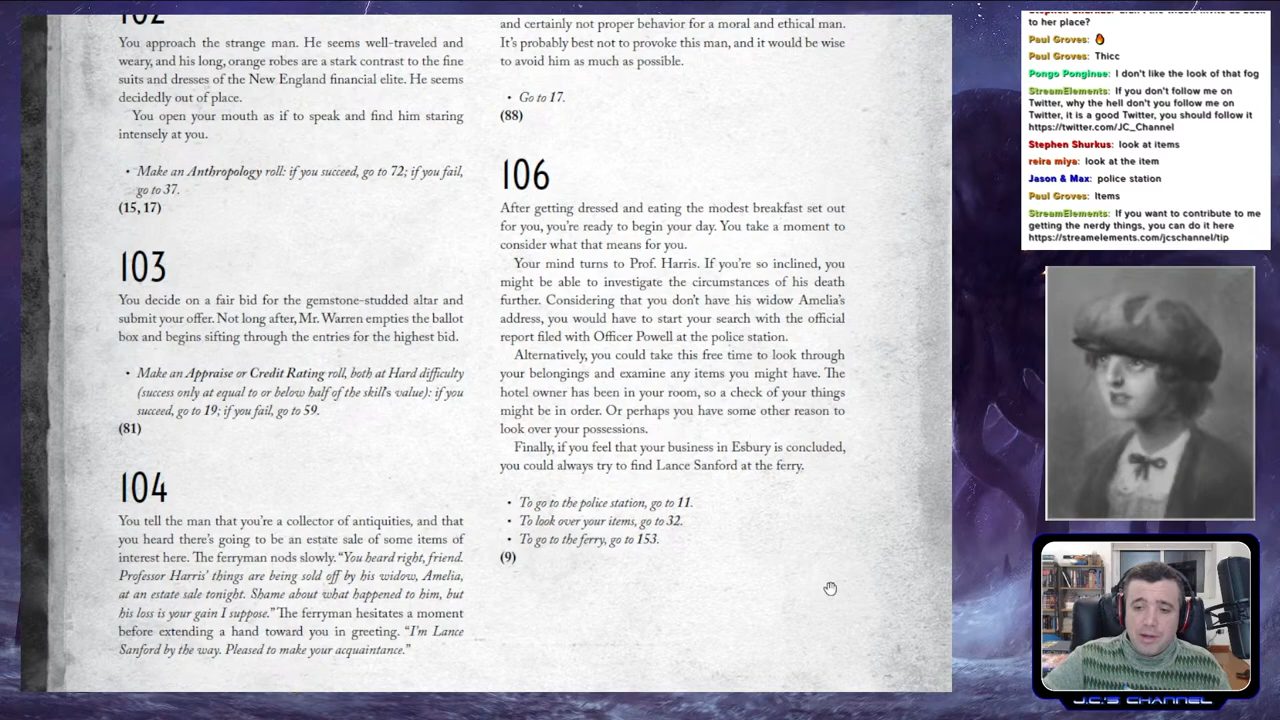 102
You approach the strange man. He looks well traveled and
weary, and his long, orange robes are in contrast to the fine
suits and dresses of the New England financial elite. He seems
decidedly out of place.
You open your mouth as if to speak and find him staring
intensely at you.
• Make an Anthropology roll: if you succeed, go to 72; if you fail,
go to 37.
(15, 17)
103
You decide on a fair bid for the gemstone-studded altar and
submit your offer. Not long after, Mr. Warren empties the ballot
box and begins sifting through the entries for the highest bid.
• Make an Appraise or Credit Rating roll, both at Hard difficulty
(success only at equal to or below half of the skill's value): if you
succeed, go to 19; if you fail, go to 59.
(81)
104
You tell the man that you're a collector of antiquities, and that
you heard there's going to be an estate sale of some items of
interest here. The ferryman nods slowly. "You heard right, friend.
Professor Harris' things are being sold off by his widow, Amelia,
at an estate sale tonight. Shame about what happened to him, but
his loss is your gain I suppose." The ferryman hesitates a moment
before extending a hand toward you in greeting. "I'm Lance
Sanford by the way. Pleased to make your acquaintance."
and certainly not proper behavior for a moral and ethical man.
It's probably best not to provoke this man, and it would be wise
to avoid him as much as possible.
• Go to 17.
(88)
106
After getting dressed and eating the modest breakfast set out
for you, you're ready to begin your day. You take a moment to
consider what that means for you.
Your mind turns to Prof. Harris. If you're so inclined, you
might be able to investigate the circumstances of his death
further. Considering that you don't have his widow Amelia's
address, you would have to start your search with the official
report filed with Officer Powell at the police station.
Alternatively, you could take this free time to look through
your belongings and examine any items you might have. The
hotel owner has been in your room, so a check of your things
might be in order. Or perhaps you have some other reason to
look over your possessions.
Finally, if you feel that your business in Esbury is concluded,
you could always try to find Lance Sanford at the ferry.
• To go to the police station, go to 11.
• To look over your items, go to 32.
• To go to the ferry, go to 153.
(9)
to her place?
Paul Groves: 🔥
Paul Groves: Thicc
Pongo Ponginae: I don't like the look of that fog
StreamElements: If you don't follow me on
Twitter, why the hell don't you follow me on
Twitter, it is a good Twitter, you should follow it
https://twitter.com/JC_Channel
Stephen Shurkus: look at items
reira miya: look at the item
Jason & Max: police station
Paul Groves: Items
StreamElements: If you want to contribute to me
getting the nerdy things, you can do it here
https://streamelements.com/jcschannel/tip
J.C.'S CHANNEL